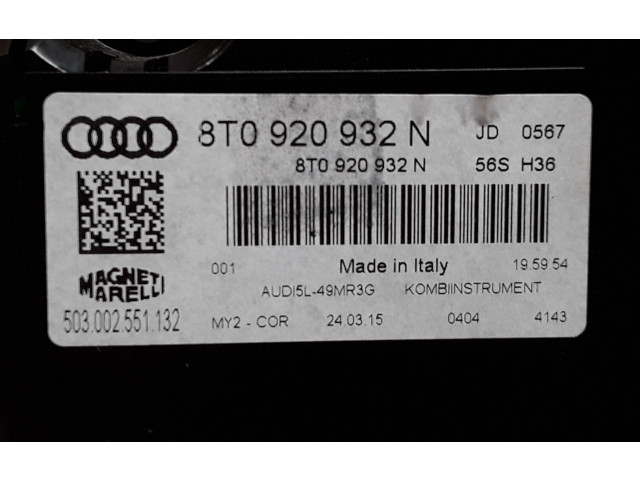 8T0 920 932 N JD 0567
8T0 920 932 N 56S H36
001 Made in Italy 19.59.54
MAGNETI
MARELLI
AUDI5L-49MR3G KOMBIINSTRUMENT
503.002.551.132 MY2 - COR 24.03.15 0404 4143